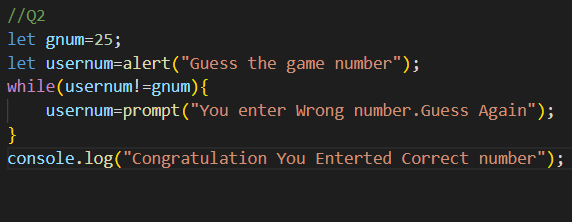 //Q2
let gnum=25;
let usernum=alert("Guess the game number");
while(usernum!=gnum){
usernum=prompt("You enter Wrong number.Guess Again");
}
console.log("Congratulation You Enterted Correct number");